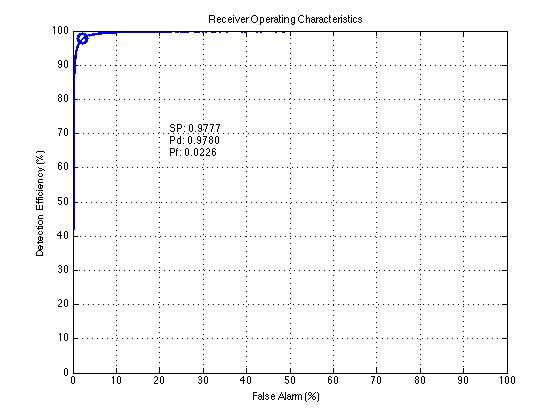 Receiver Operating Characteristics
100
90
80
70
60
50
40
30
20
10
0
Detection Efficiency (%)
SP: 0.9777
Pd: 0.9780
Pf: 0.0226
0 10 20 30 40 50 60 70 80 90 100
False Alarm (%)